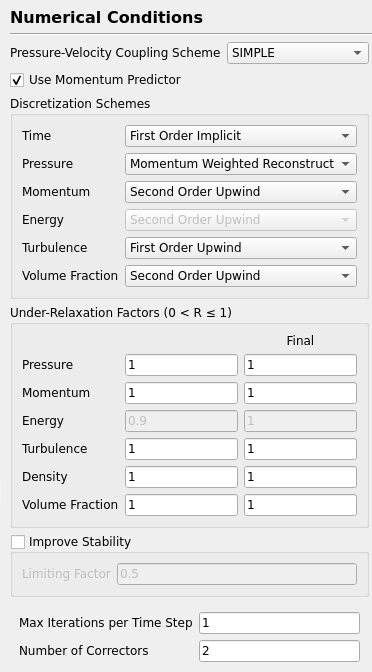 Numerical Conditions
Pressure-Velocity Coupling Scheme SIMPLE
Use Momentum Predictor
Discretization Schemes
Time First Order Implicit
Pressure Momentum Weighted Reconstruct
Momentum Second Order Upwind
Energy Second Order Upwind
Turbulence First Order Upwind
Volume Fraction Second Order Upwind
Under-Relaxation Factors (0 < R ≤ 1)
Final
Pressure 1 1
Momentum 1 1
Energy 0.9 1
Turbulence 1 1
Density 1 1
Volume Fraction 1 1
Improve Stability
Limiting Factor 0.5
Max Iterations per Time Step 1
Number of Correctors 2